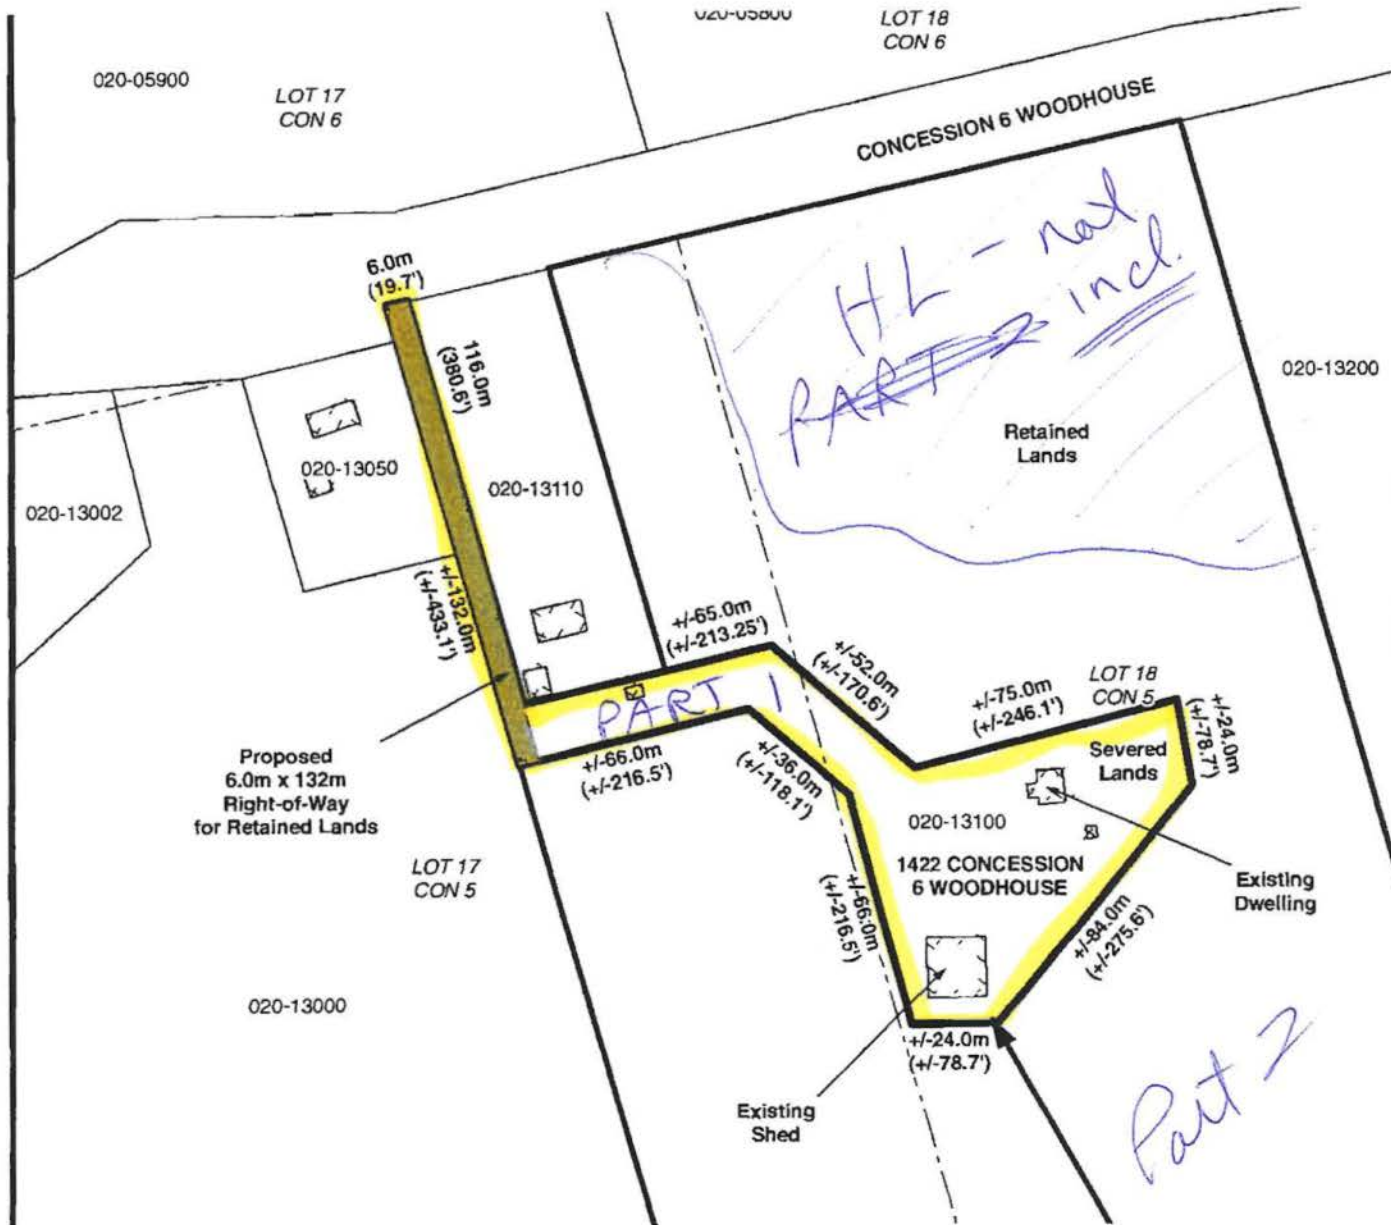 020-05800
LOT 18
CON 6
020-05900
LOT 17
CON 6
CONCESSION 6 WOODHOUSE
HL - not
incl.
PART 2
6.0m
(19.7')
116.0m
(380.6')
020-13200
Retained
Lands
020-13050
020-13110
020-13002
+/-132.0m
(+/-433.1')
+/-65.0m
(+/-213.25')
+/-52.0m
(+/-170.6')
LOT 18
CON 5
+/-75.0m
(+/-246.1')
+/-24.0m
(+/-78.7')
PART 1
Severed
Lands
Proposed
6.0m x 132m
Right-of-Way
for Retained Lands
+/-66.0m
(+/-216.5')
+/-36.0m
(+/-118.1')
020-13100
1422 CONCESSION
6 WOODHOUSE
LOT 17
CON 5
+/-66.0m
(+/-216.5')
Existing
Dwelling
+/-84.0m
(+/-275.6')
020-13000
+/-24.0m
(+/-78.7')
Existing
Shed
Part 2